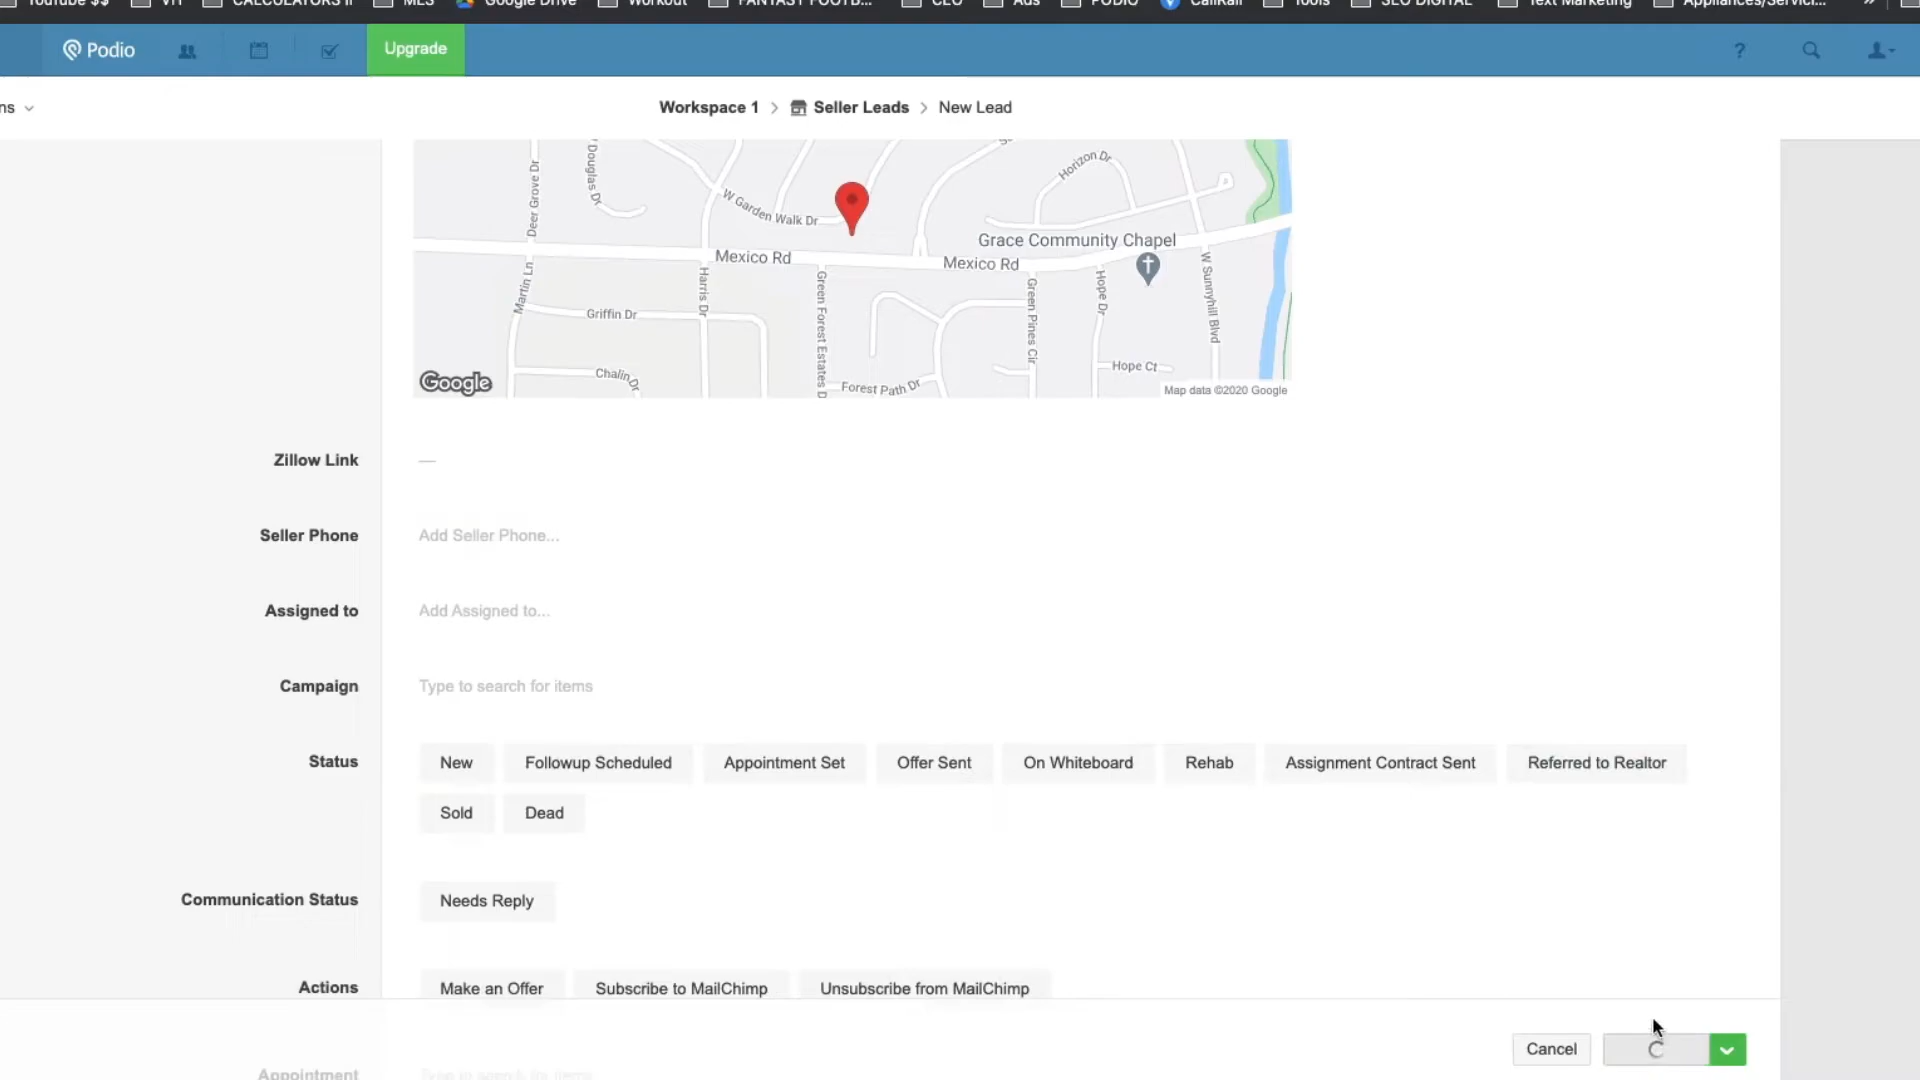 Youtube $$ VH CALCULATORS II MLS Google Drive Workout FANTASY FOOTB... CEO Ads PODIO CallRail Tools SEO DIGITAL Text Marketing Appliances/Servici... »
Podio Upgrade ?
ns Workspace 1 > Seller Leads > New Lead
Douglas Dr
Deer Grove Dr
Horizon Dr
W Garden Walk Dr
Grace Community Chapel
Mexico Rd
Mexico Rd
Martin Ln
Harris Dr
Green Forest Estates D
Green Pines Cir
Hope Dr
W Sunnyhill Blvd
Griffin Dr
Hope Ct
Chalin Dr
Forest Path Dr
Google
Map data ©2020 Google
Zillow Link —
Seller Phone Add Seller Phone...
Assigned to Add Assigned to...
Campaign Type to search for items
Status New Followup Scheduled Appointment Set Offer Sent On Whiteboard Rehab Assignment Contract Sent Referred to Realtor
Sold Dead
Communication Status Needs Reply
Actions Make an Offer Subscribe to MailChimp Unsubscribe from MailChimp
Cancel
Appointment Type to search for items